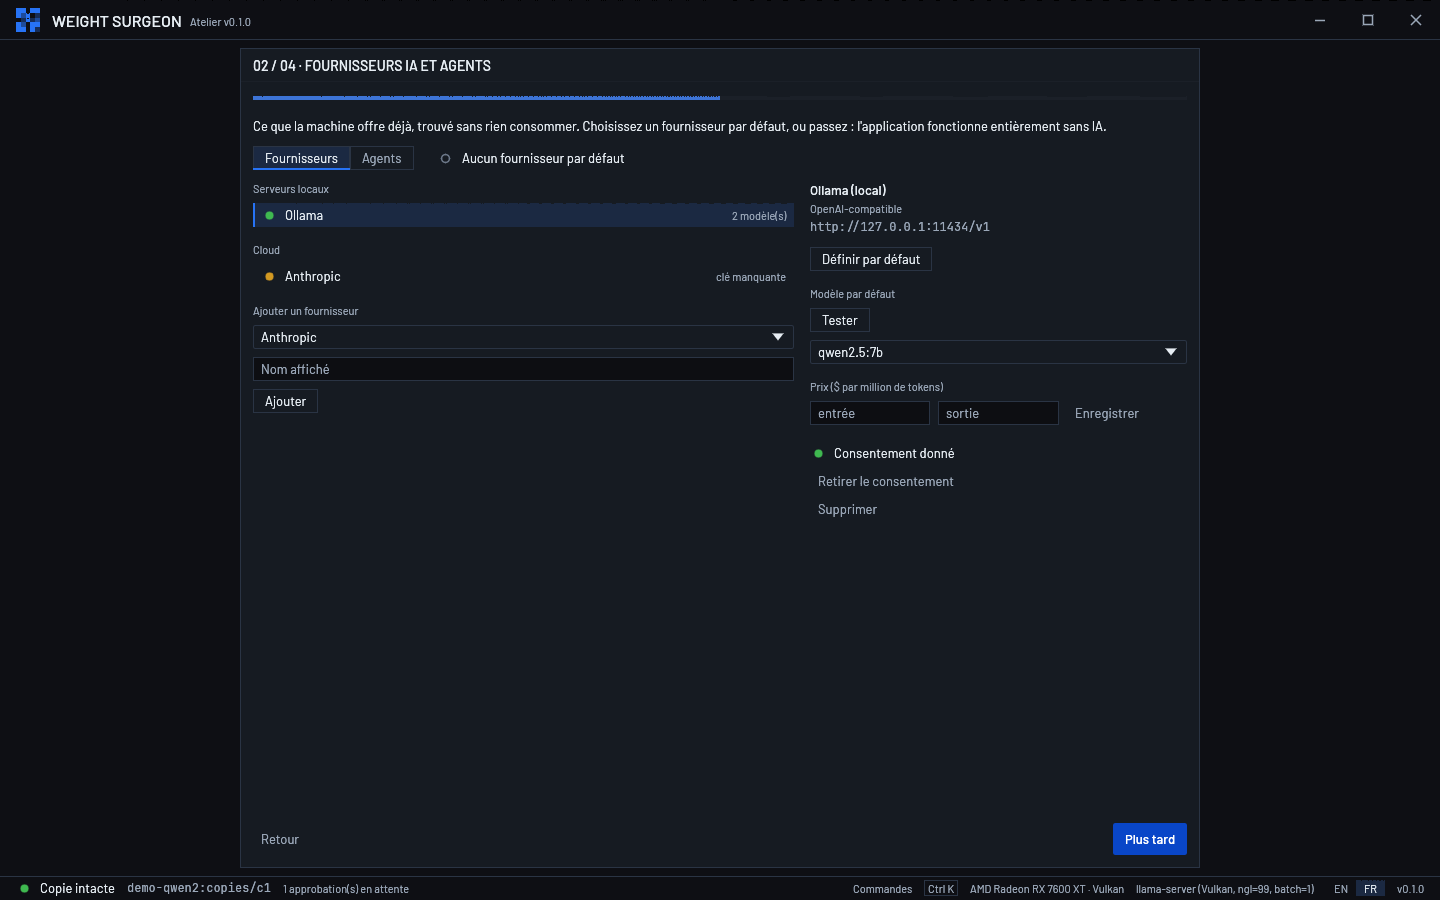 WEIGHT SURGEON Atelier v0.1.0
02 / 04 · FOURNISSEURS IA ET AGENTS
Ce que la machine offre déjà, trouvé sans rien consommer. Choisissez un fournisseur par défaut, ou passez : l'application fonctionne entièrement sans IA.
Fournisseurs Agents Aucun fournisseur par défaut
Serveurs locaux
Ollama 2 modèle(s)
Cloud
Anthropic clé manquante
Ajouter un fournisseur
Anthropic
Nom affiché
Ajouter
Ollama (local)
OpenAI-compatible
http://127.0.0.1:11434/v1
Définir par défaut
Modèle par défaut
Tester
qwen2.5:7b
Prix ($ par million de tokens)
entrée sortie Enregistrer
Consentement donné
Retirer le consentement
Supprimer
Retour Plus tard
Copie intacte demo-qwen2:copies/c1 1 approbation(s) en attente Commandes Ctrl K AMD Radeon RX 7600 XT · Vulkan llama-server (Vulkan, ngl=99, batch=1) EN FR v0.1.0